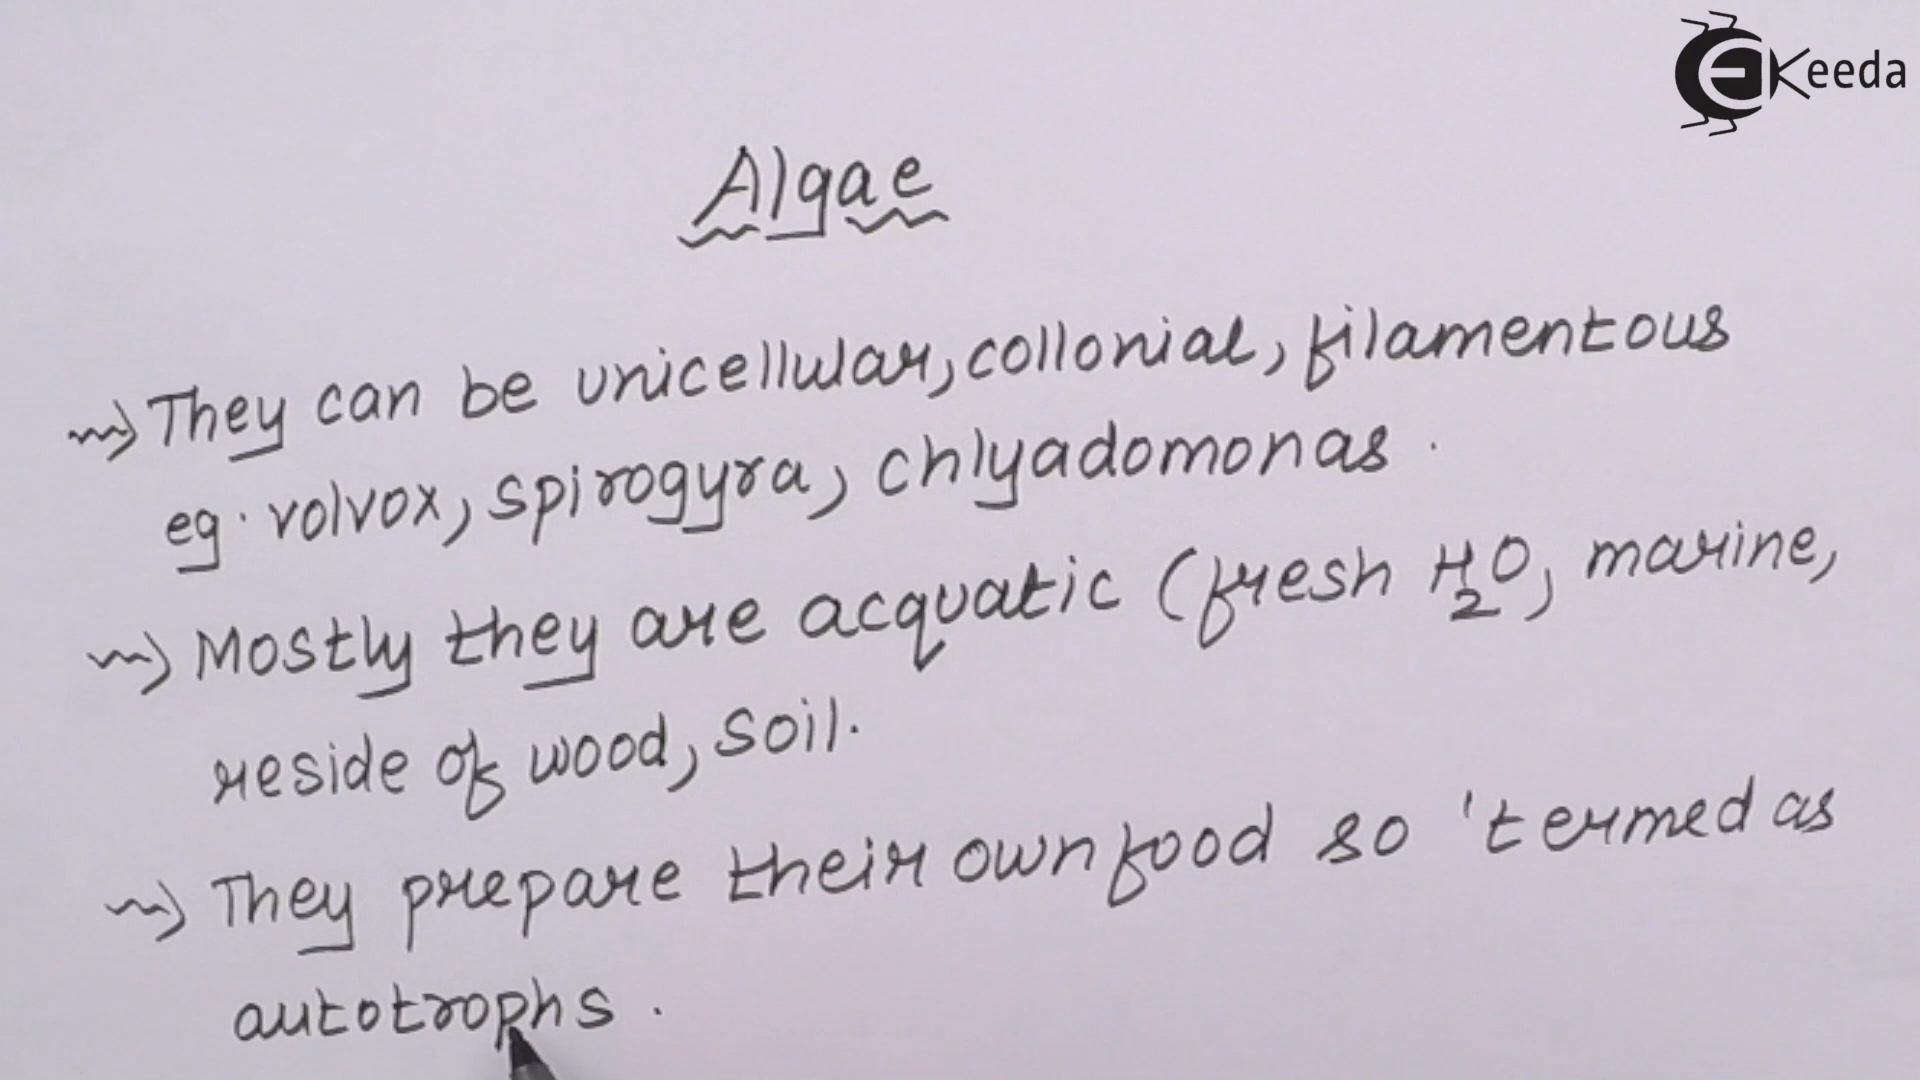 EKeeda
Algae
They can be unicellular, collonial, filamentous
eg. volvox, spirogyra, chlyadomonas.
Mostly they are acquatic (fresh H₂O, marine,
reside of wood, soil.
They prepare their own food so 'termed as
autotrophs.